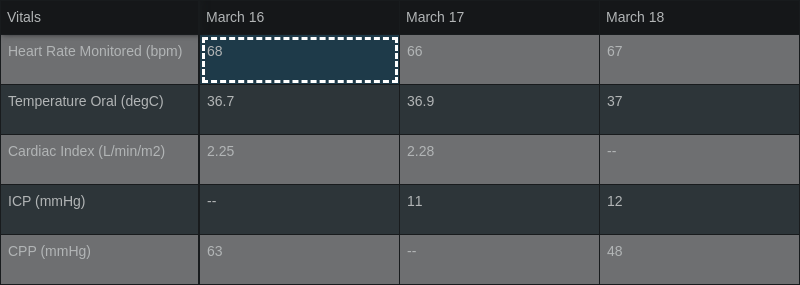 Vitals March 16 March 17 March 18
Heart Rate Monitored (bpm) 68 66 67
Temperature Oral (degC) 36.7 36.9 37
Cardiac Index (L/min/m2) 2.25 2.28 --
ICP (mmHg) -- 11 12
CPP (mmHg) 63 -- 48